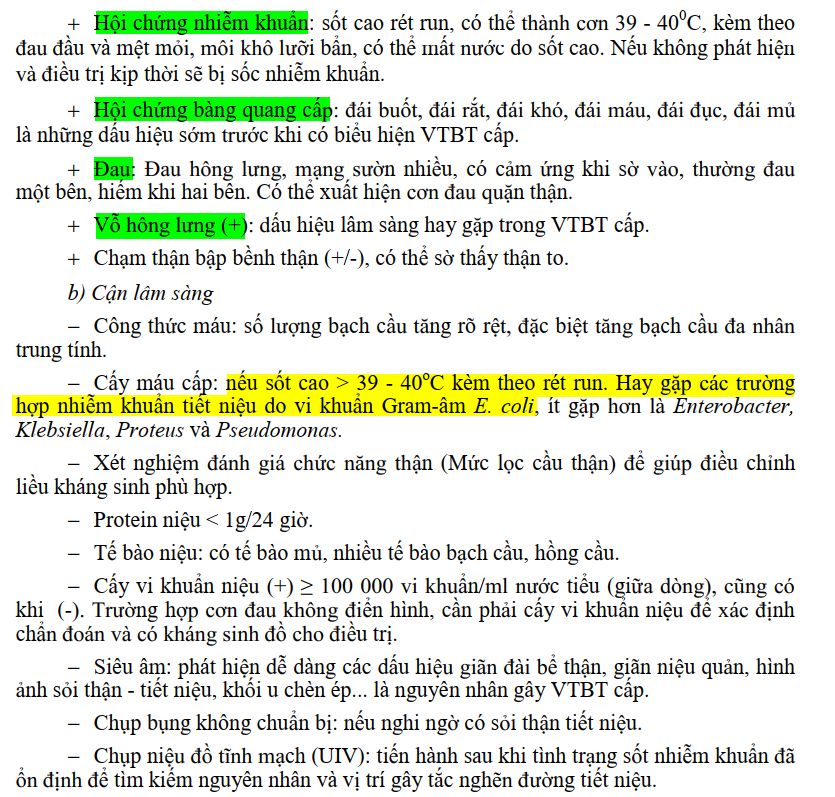 + Hội chứng nhiễm khuẩn: sốt cao rét run, có thể thành cơn 39 - 40⁰C, kèm theo
đau đầu và mệt mỏi, môi khô lưỡi bẩn, có thể mất nước do sốt cao. Nếu không phát hiện
và điều trị kịp thời sẽ bị sốc nhiễm khuẩn.
+ Hội chứng bàng quang cấp: đái buốt, đái rắt, đái khó, đái máu, đái đục, đái mủ
là những dấu hiệu sớm trước khi có biểu hiện VTBT cấp.
+ Đau: Đau hông lưng, mạng sườn nhiều, có cảm ứng khi sờ vào, thường đau
một bên, hiếm khi hai bên. Có thể xuất hiện cơn đau quặn thận.
+ Vỗ hông lưng (+): dấu hiệu lâm sàng hay gặp trong VTBT cấp.
+ Chạm thận bập bềnh thận (+/-), có thể sờ thấy thận to.
b) Cận lâm sàng
– Công thức máu: số lượng bạch cầu tăng rõ rệt, đặc biệt tăng bạch cầu đa nhân
trung tính.
– Cấy máu cấp: nếu sốt cao > 39 - 40°C kèm theo rét run. Hay gặp các trường
hợp nhiễm khuẩn tiết niệu do vi khuẩn Gram-âm E. coli, ít gặp hơn là Enterobacter,
Klebsiella, Proteus và Pseudomonas.
– Xét nghiệm đánh giá chức năng thận (Mức lọc cầu thận) để giúp điều chỉnh
liều kháng sinh phù hợp.
– Protein niệu < 1g/24 giờ.
– Tế bào niệu: có tế bào mủ, nhiều tế bào bạch cầu, hồng cầu.
– Cấy vi khuẩn niệu (+) ≥ 100 000 vi khuẩn/ml nước tiểu (giữa dòng), cũng có
khi (-). Trường hợp cơn đau không điển hình, cần phải cấy vi khuẩn niệu để xác định
chẩn đoán và có kháng sinh đồ cho điều trị.
– Siêu âm: phát hiện dễ dàng các dấu hiệu giãn đài bể thận, giãn niệu quản, hình
ảnh sỏi thận - tiết niệu, khối u chèn ép... là nguyên nhân gây VTBT cấp.
– Chụp bụng không chuẩn bị: nếu nghi ngờ có sỏi thận tiết niệu.
– Chụp niệu đồ tĩnh mạch (UIV): tiến hành sau khi tình trạng sốt nhiễm khuẩn đã
ổn định để tìm kiếm nguyên nhân và vị trí gây tắc nghẽn đường tiết niệu.